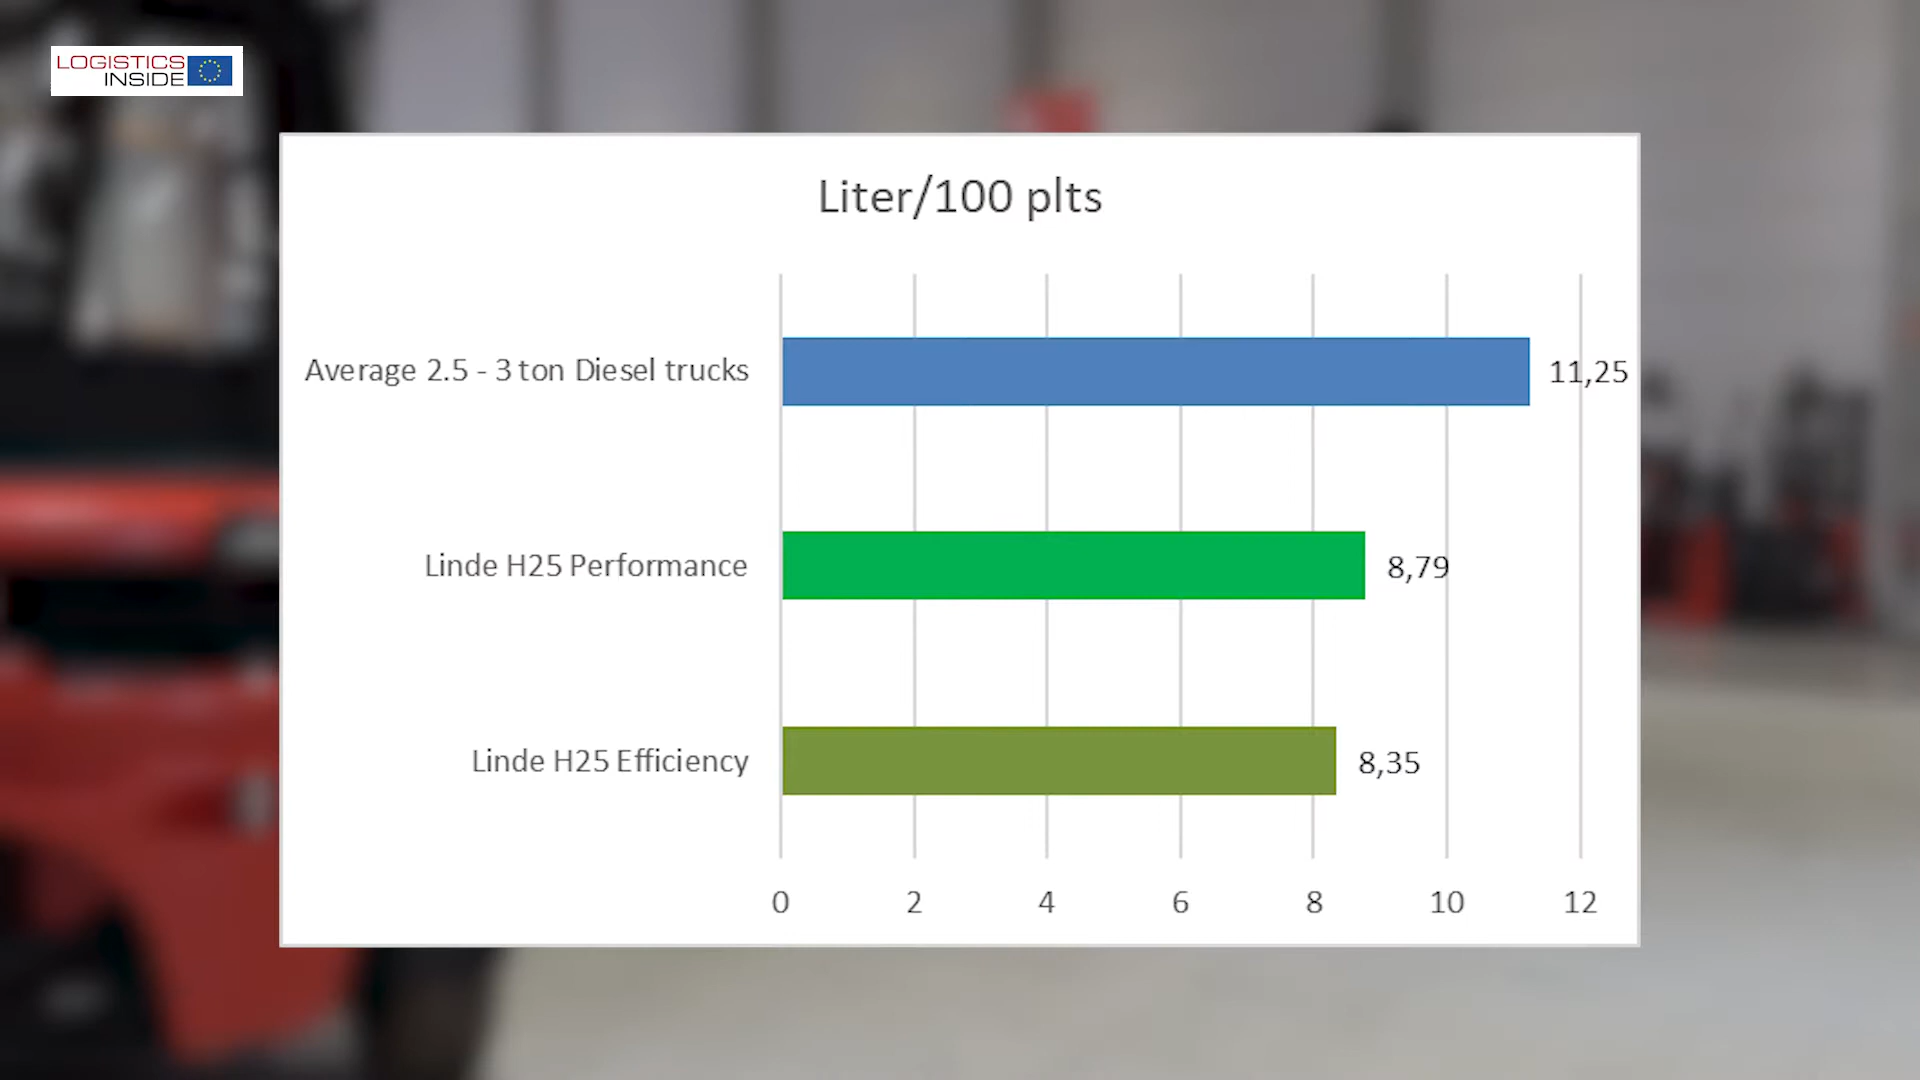 LOGISTICS
INSIDE
Liter/100 plts
Average 2.5 - 3 ton Diesel trucks
11,25
Linde H25 Performance
8,79
Linde H25 Efficiency
8,35
0 2 4 6 8 10 12